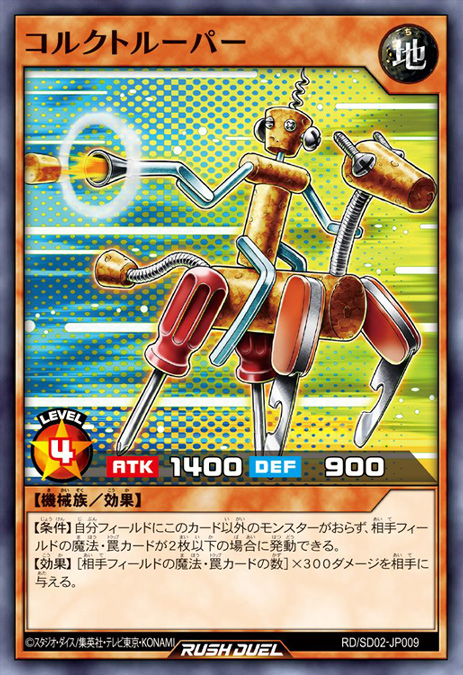 コルクトルーパー
地
LEVEL
4
ATK 1400 DEF 900
【機械族/効果】
【条件】自分フィールドにこのカード以外のモンスターがおらず、相手フィー
ルドの魔法・罠カードが2枚以下の場合に発動できる。
【効果】[相手フィールドの魔法・罠カードの数]×300ダメージを相手に
与える。
©スタジオ・ダイス/集英社・テレビ東京・KONAMI
RUSH DUEL
RD/SD02-JP009